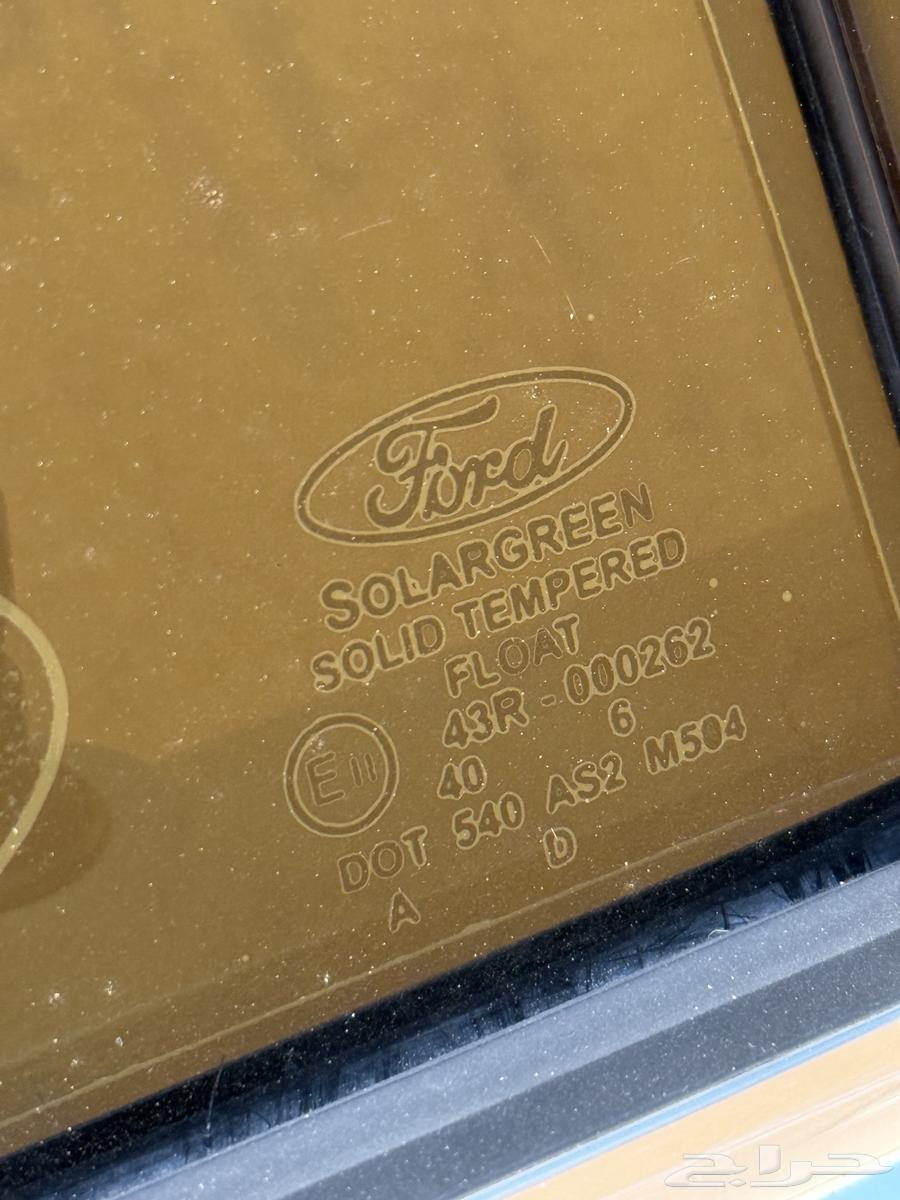 Ford
SOLARGREEN
SOLID TEMPERED
FLOAT
43R - 000262
E11 40 6
DOT 540 AS2 M504
A D
حراج